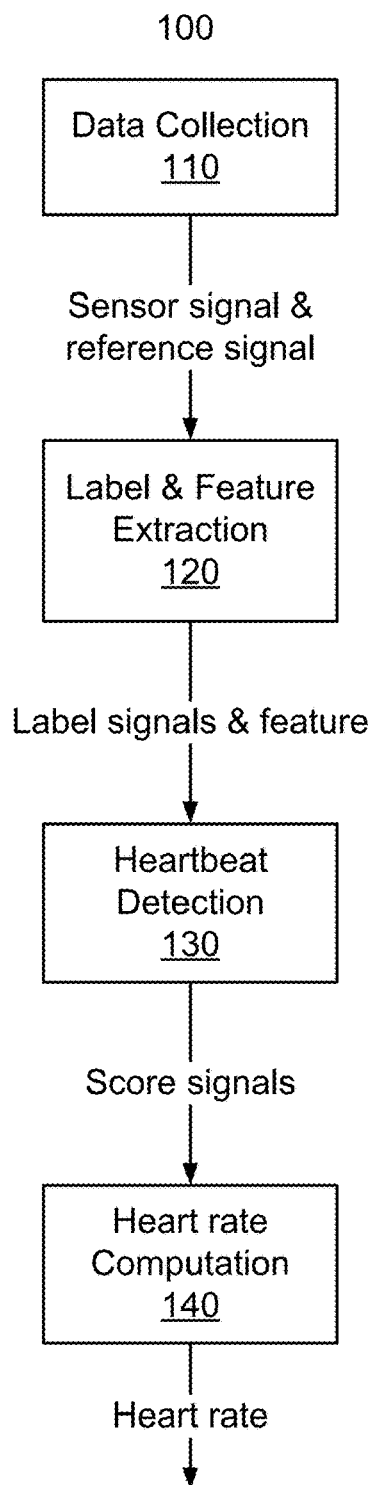 100
Data Collection
110
Sensor signal &
reference signal
Label & Feature
Extraction
120
Label signals & feature
Heartbeat
Detection
130
Score signals
Heart rate
Computation
140
Heart rate